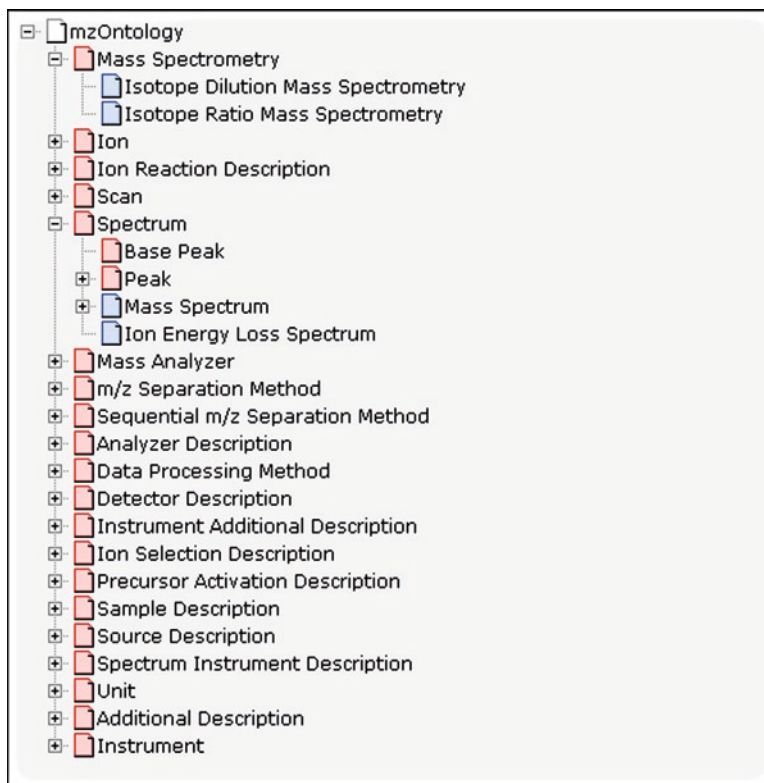 mzOntology
Mass Spectrometry
Isotope Dilution Mass Spectrometry
Isotope Ratio Mass Spectrometry
Ion
Ion Reaction Description
Scan
Spectrum
Base Peak
Peak
Mass Spectrum
Ion Energy Loss Spectrum
Mass Analyzer
m/z Separation Method
Sequential m/z Separation Method
Analyzer Description
Data Processing Method
Detector Description
Instrument Additional Description
Ion Selection Description
Precursor Activation Description
Sample Description
Source Description
Spectrum Instrument Description
Unit
Additional Description
Instrument